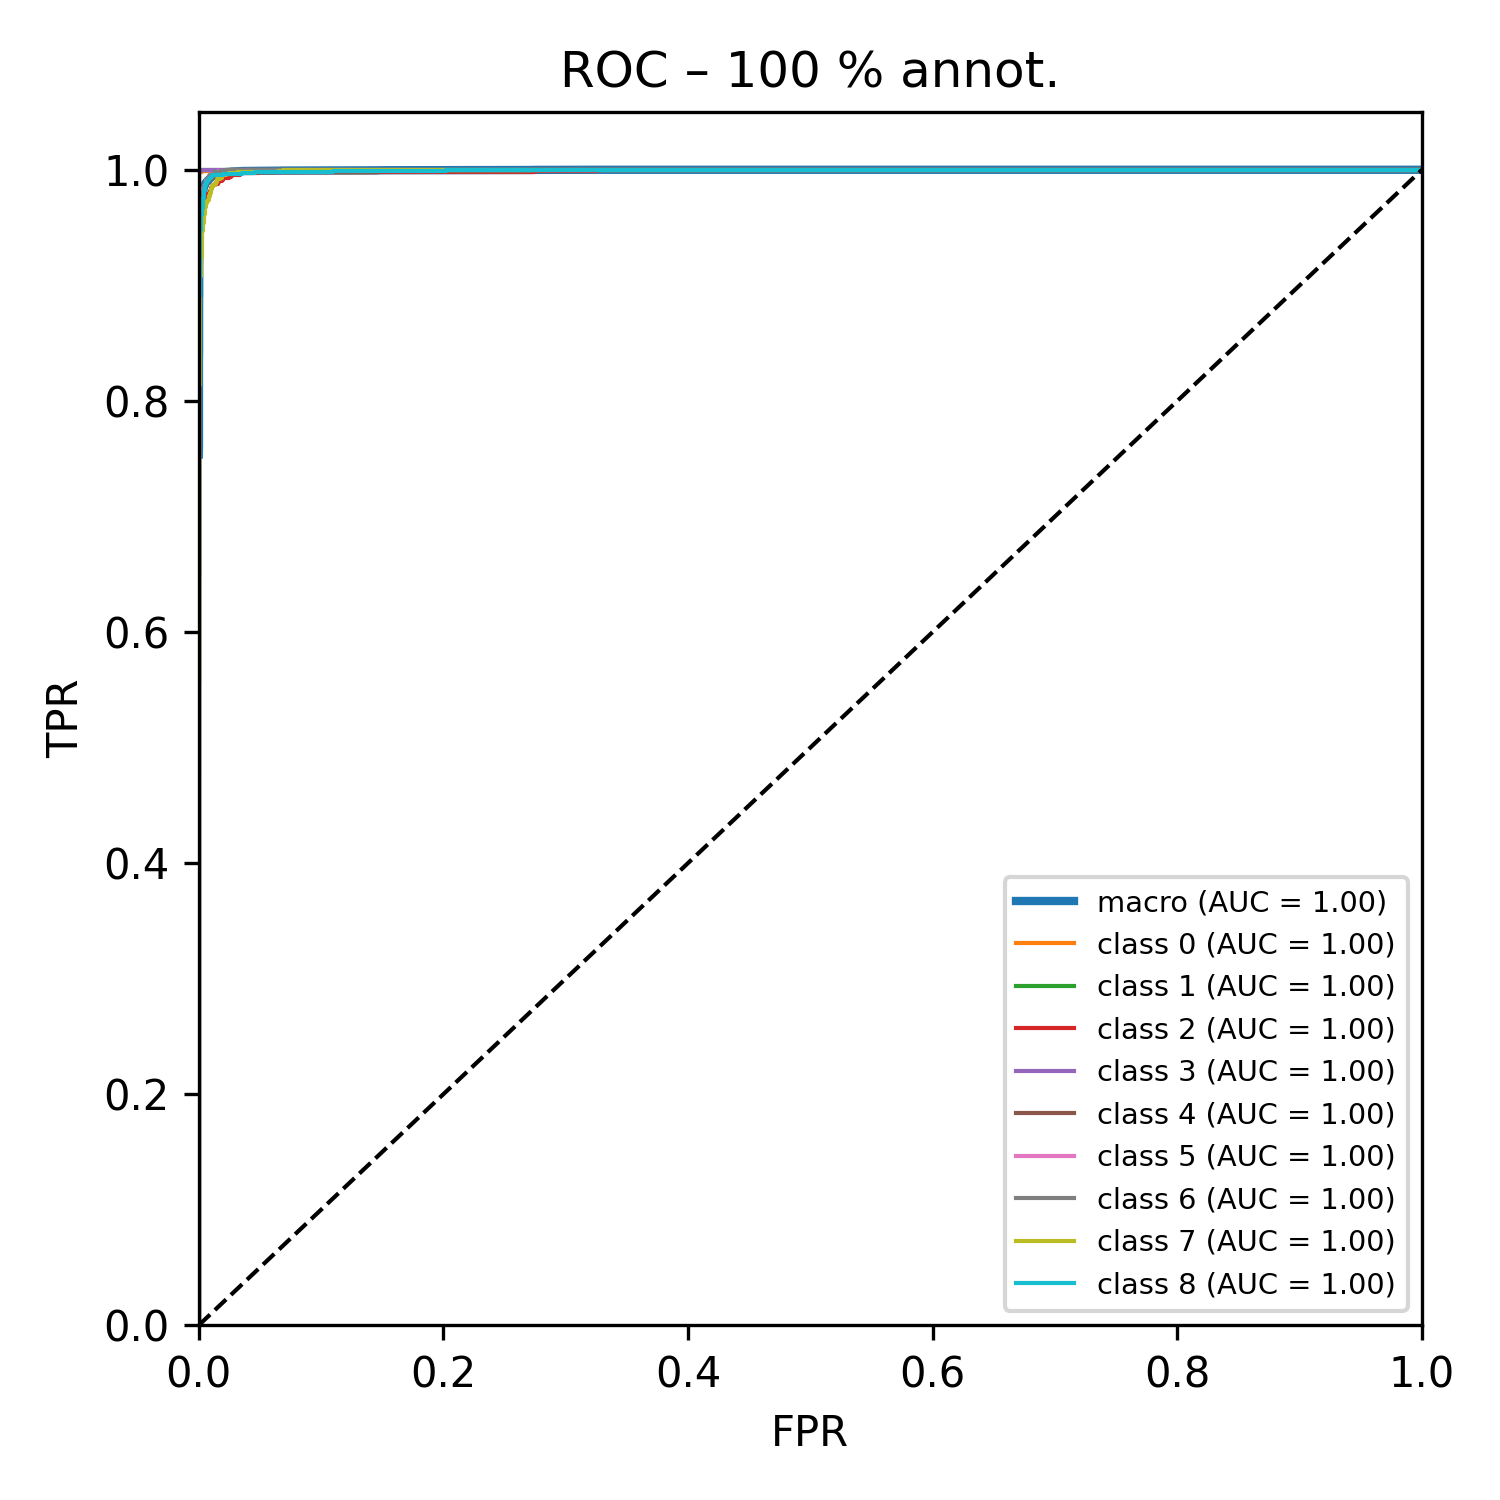 ROC – 100 % annot.
1.0
0.8
0.6
0.4
0.2
0.0
TPR
macro (AUC = 1.00)
class 0 (AUC = 1.00)
class 1 (AUC = 1.00)
class 2 (AUC = 1.00)
class 3 (AUC = 1.00)
class 4 (AUC = 1.00)
class 5 (AUC = 1.00)
class 6 (AUC = 1.00)
class 7 (AUC = 1.00)
class 8 (AUC = 1.00)
0.0 0.2 0.4 0.6 0.8 1.0
FPR